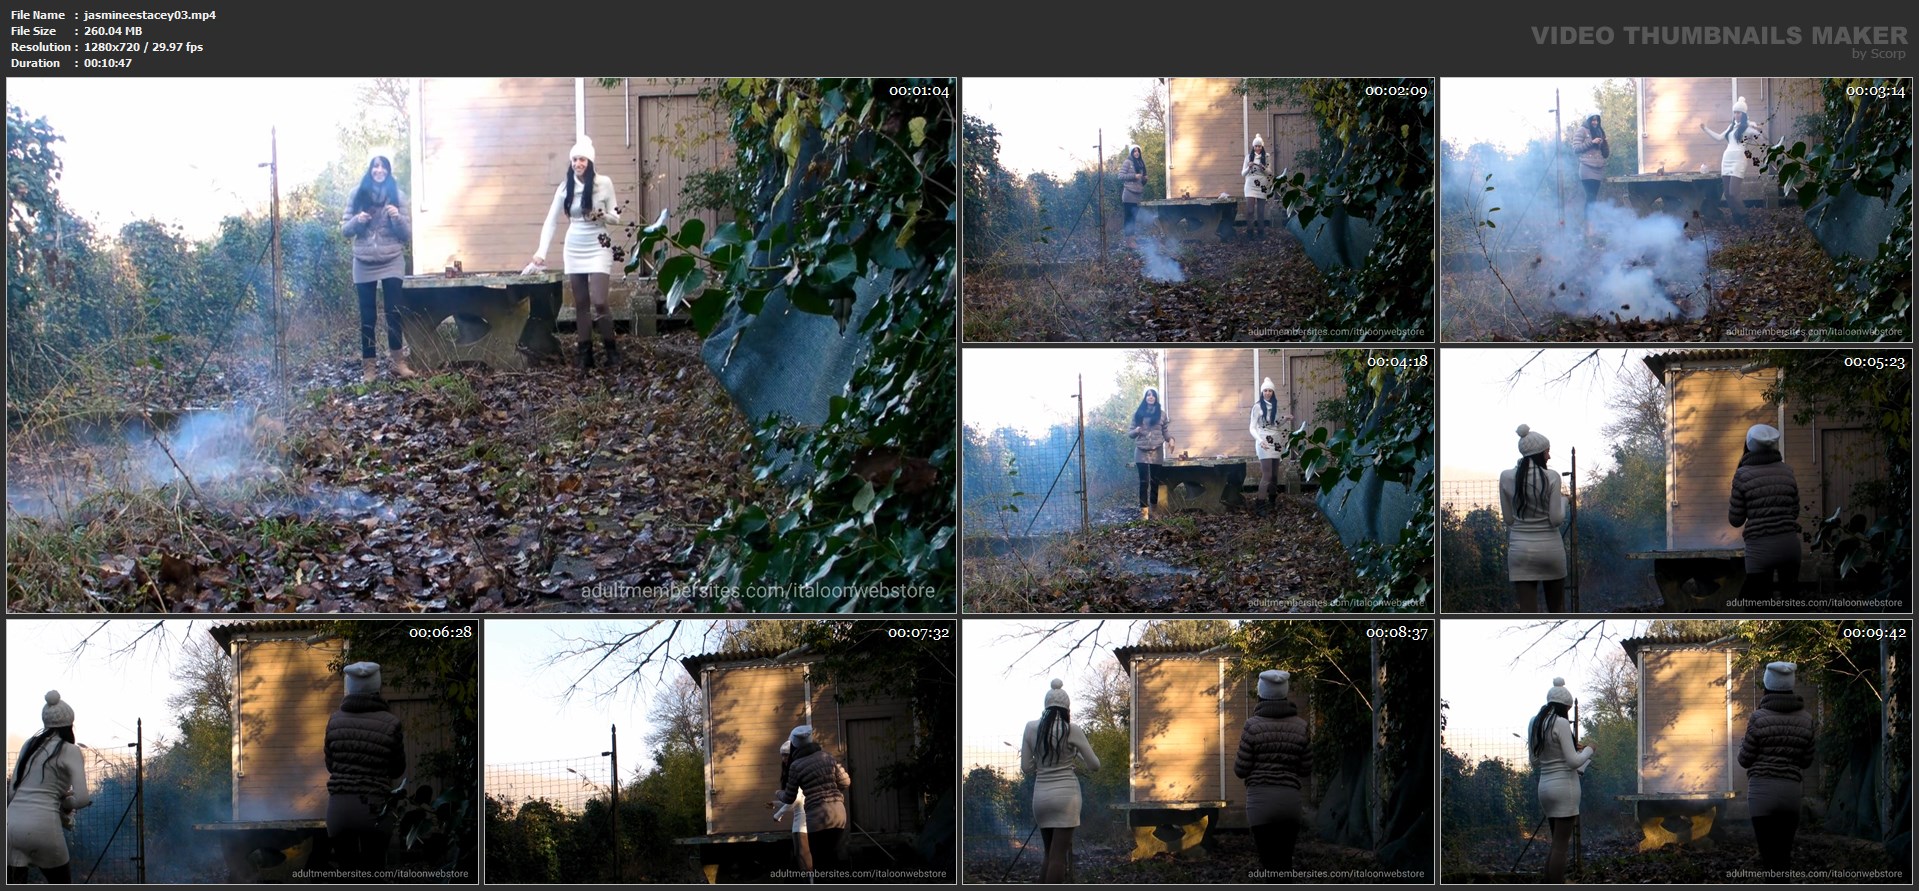 File Name : jasmineestacey03.mp4
File Size : 260.04 MB
Resolution : 1280x720 / 29.97 fps
Duration : 00:10:47
VIDEO THUMBNAILS MAKER
by Scorp
00:01:04
adultmembersites.com/italoonwebstore
00:02:09
adultmembersites.com/italoonwebstore
00:03:14
adultmembersites.com/italoonwebstore
00:04:18
adultmembersites.com/italoonwebstore
00:05:23
adultmembersites.com/italoonwebstore
00:06:28
adultmembersites.com/italoonwebstore
00:07:32
adultmembersites.com/italoonwebstore
00:08:37
adultmembersites.com/italoonwebstore
00:09:42
adultmembersites.com/italoonwebstore